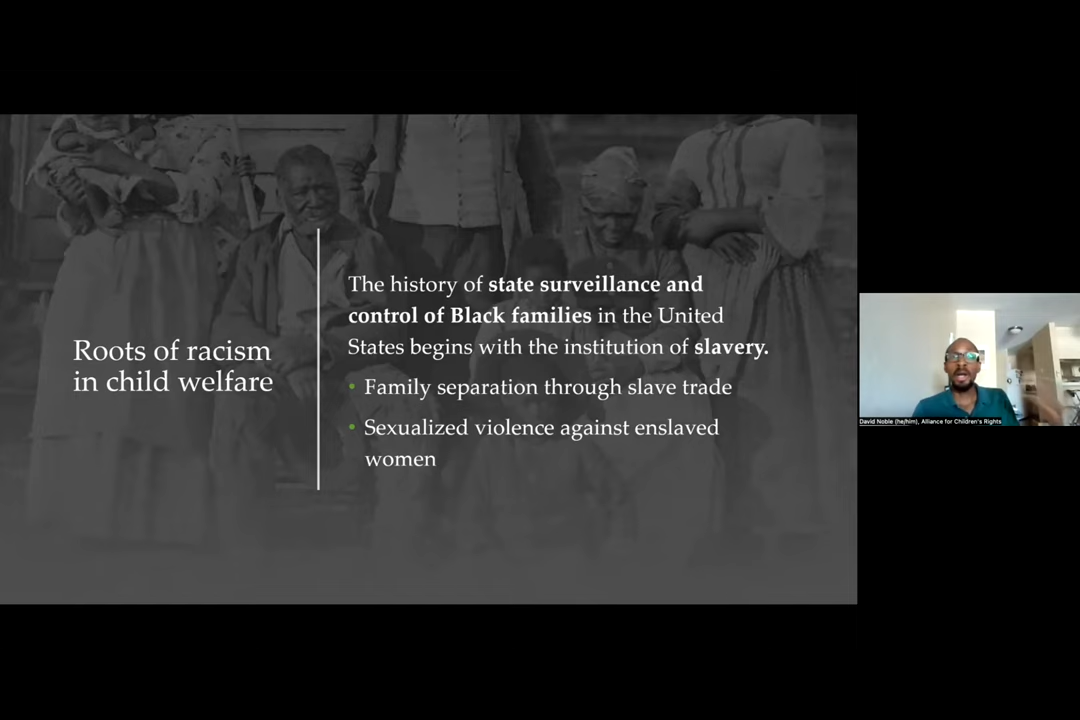 Roots of racism
in child welfare
The history of state surveillance and
control of Black families in the United
States begins with the institution of slavery.
• Family separation through slave trade
• Sexualized violence against enslaved
women
David Noble (he/him), Alliance for Children's Rights